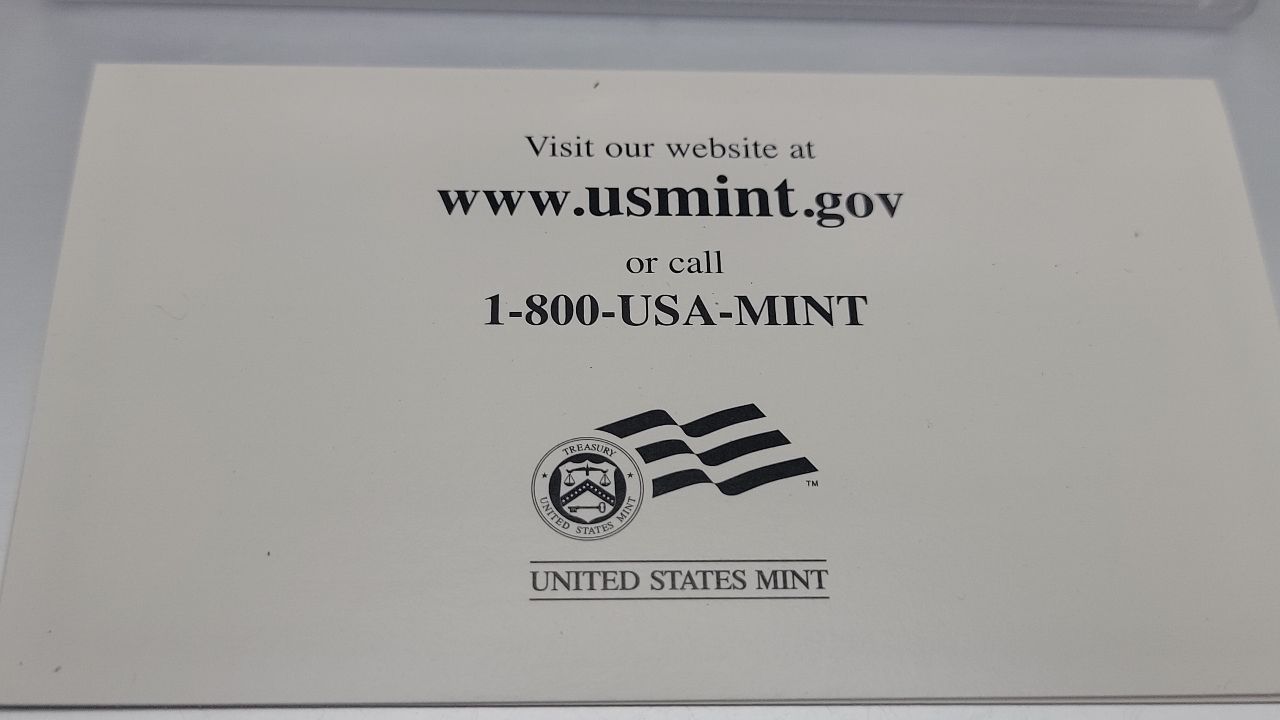 Visit our website at
www.usmint.gov
or call
1-800-USA-MINT
TREASURY
UNITED STATES MINT
TM
UNITED STATES MINT